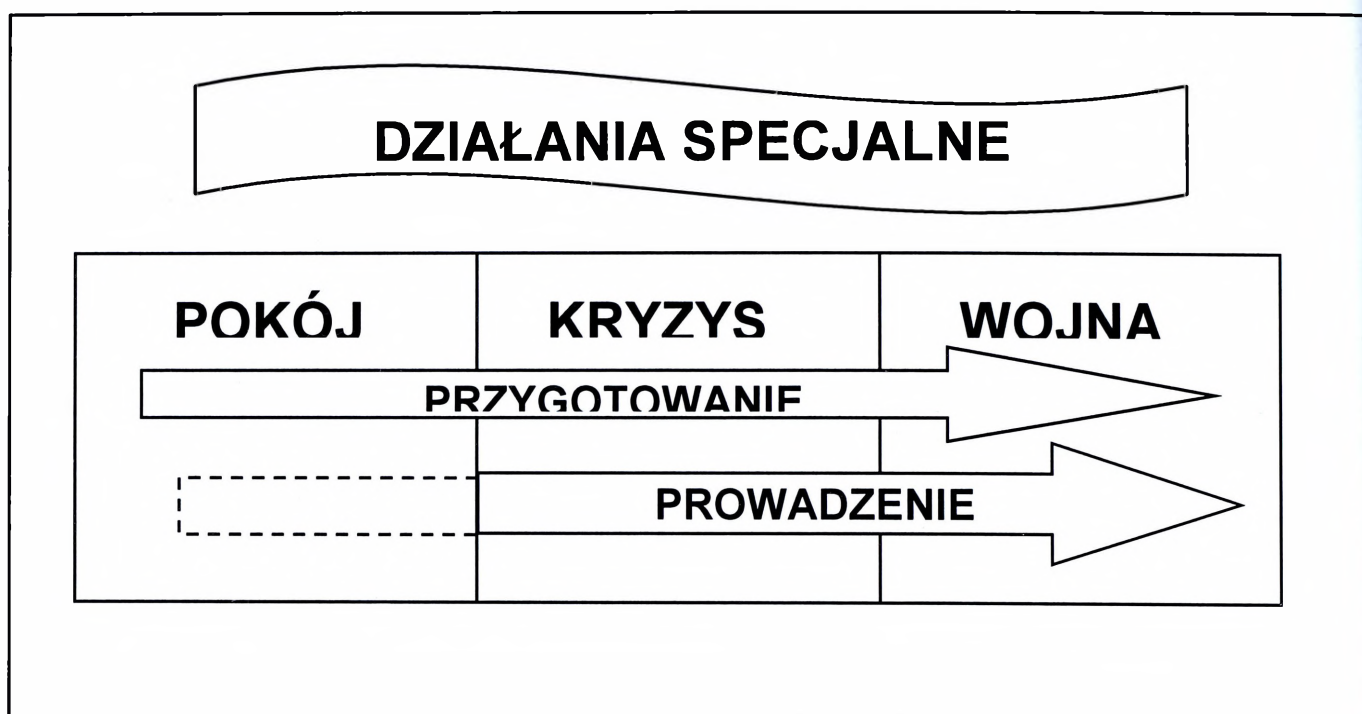 DZIAŁANIA SPECJALNE
POKÓJ
KRYZYS
WOJNA
PRZYGOTOWANIE
PROWADZENIE